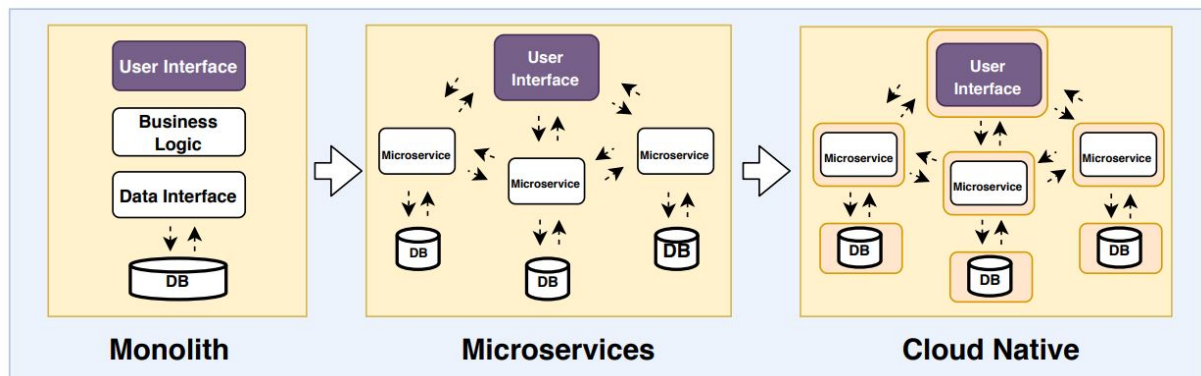 User Interface
Business
Logic
Data Interface
DB
Monolith
User
Interface
Microservice
Microservice
Microservice
DB
DB
DB
Microservices
User
Interface
Microservice
Microservice
Microservice
DB
DB
DB
Cloud Native